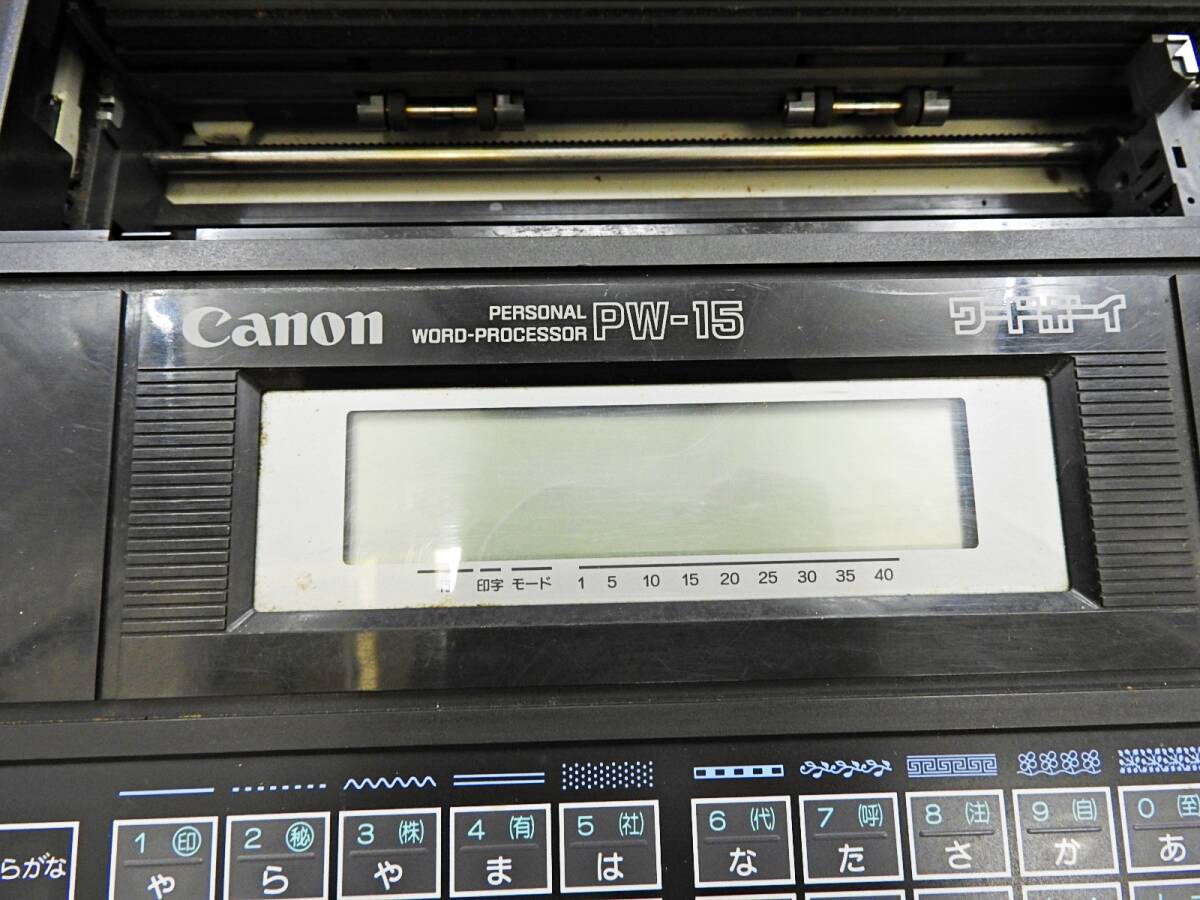 Canon
PERSONAL
WORD-PROCESSOR PW-15
ワードボーイ
行 印字 モード 1 5 10 15 20 25 30 35 40
1 ㊞ 2 ㊙ 3 ㈱ 4 ㈲ 5 ㈳ 6 ㈹ 7 ㈺ 8 (注) 9 ㉂ 0 ㉃
らがな や ら や ま は な た さ か あ